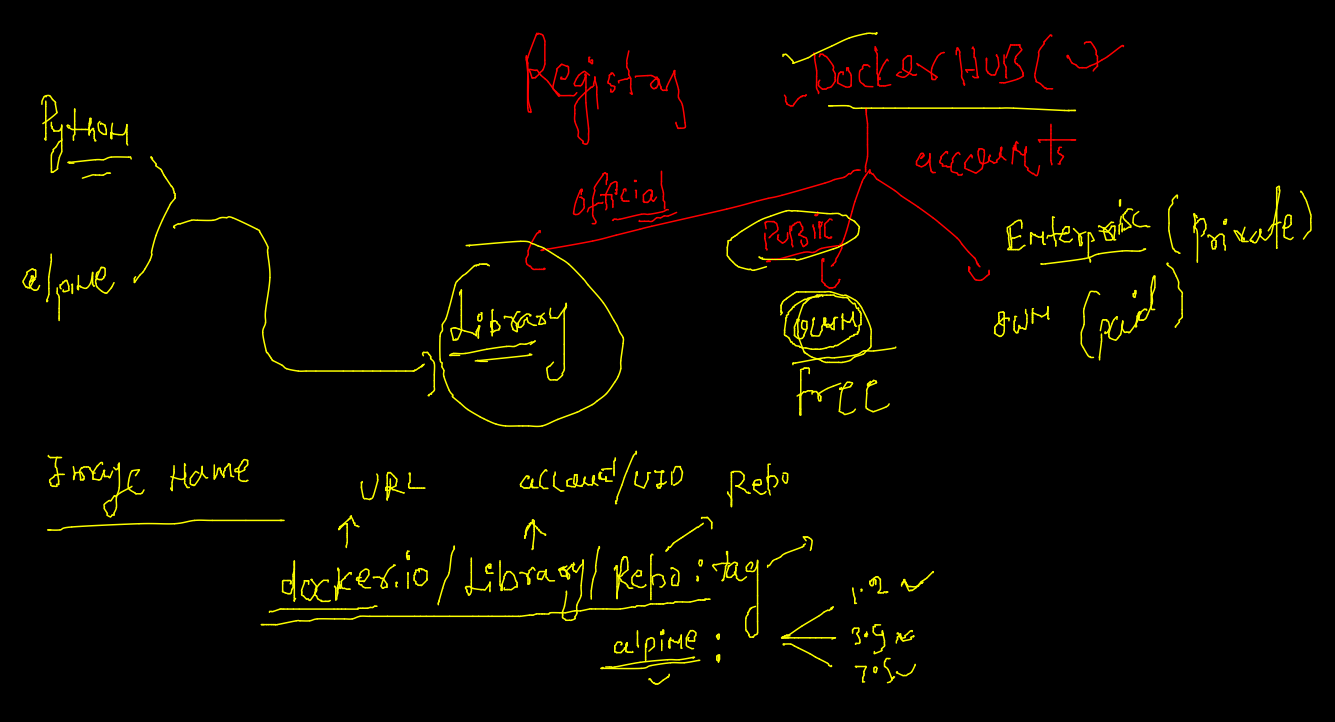 Registry
DockerHUB (
Python
accounts
official
Public
Enterprise (private)
alpine
Library
own
own (paid)
free
Image name
URL
account/UID
Repo
docker.io/Library/Repo:tag
1.2
alpine:
3.9
7.5